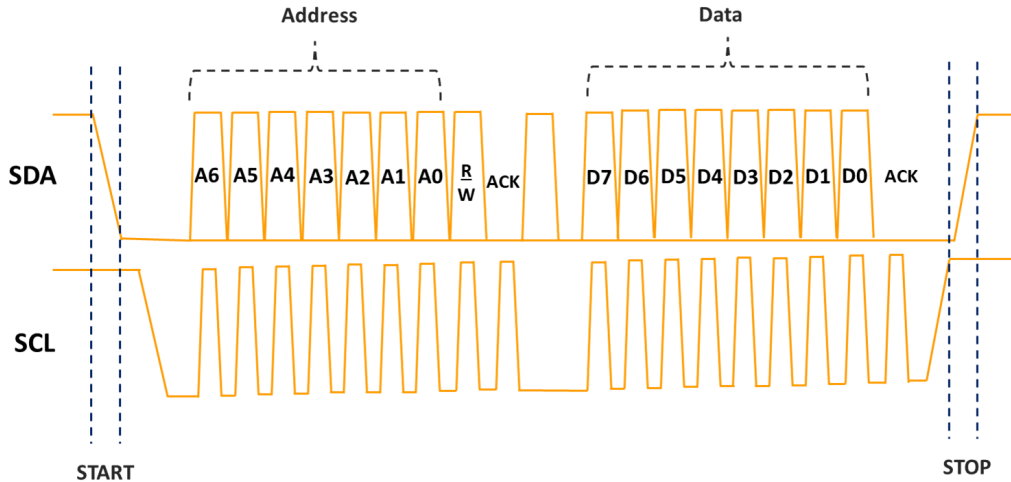 Address
Data
SDA
A6 A5 A4 A3 A2 A1 A0 R ACK
W
D7 D6 D5 D4 D3 D2 D1 D0 ACK
SCL
START
STOP